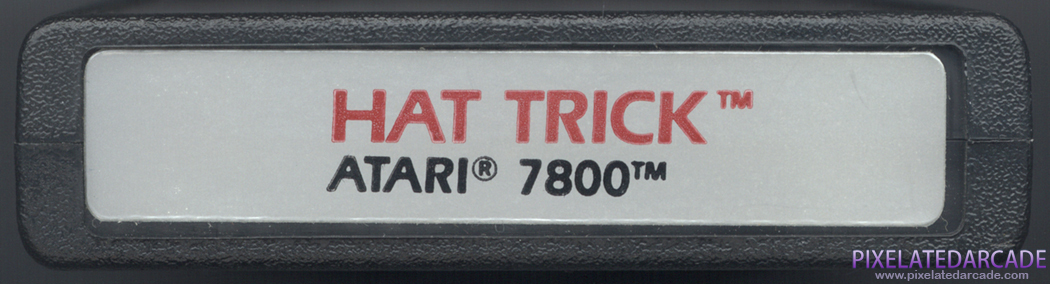 HAT TRICK™
ATARI® 7800™
PIXELATEDARCADE
www.pixelatedarcade.com